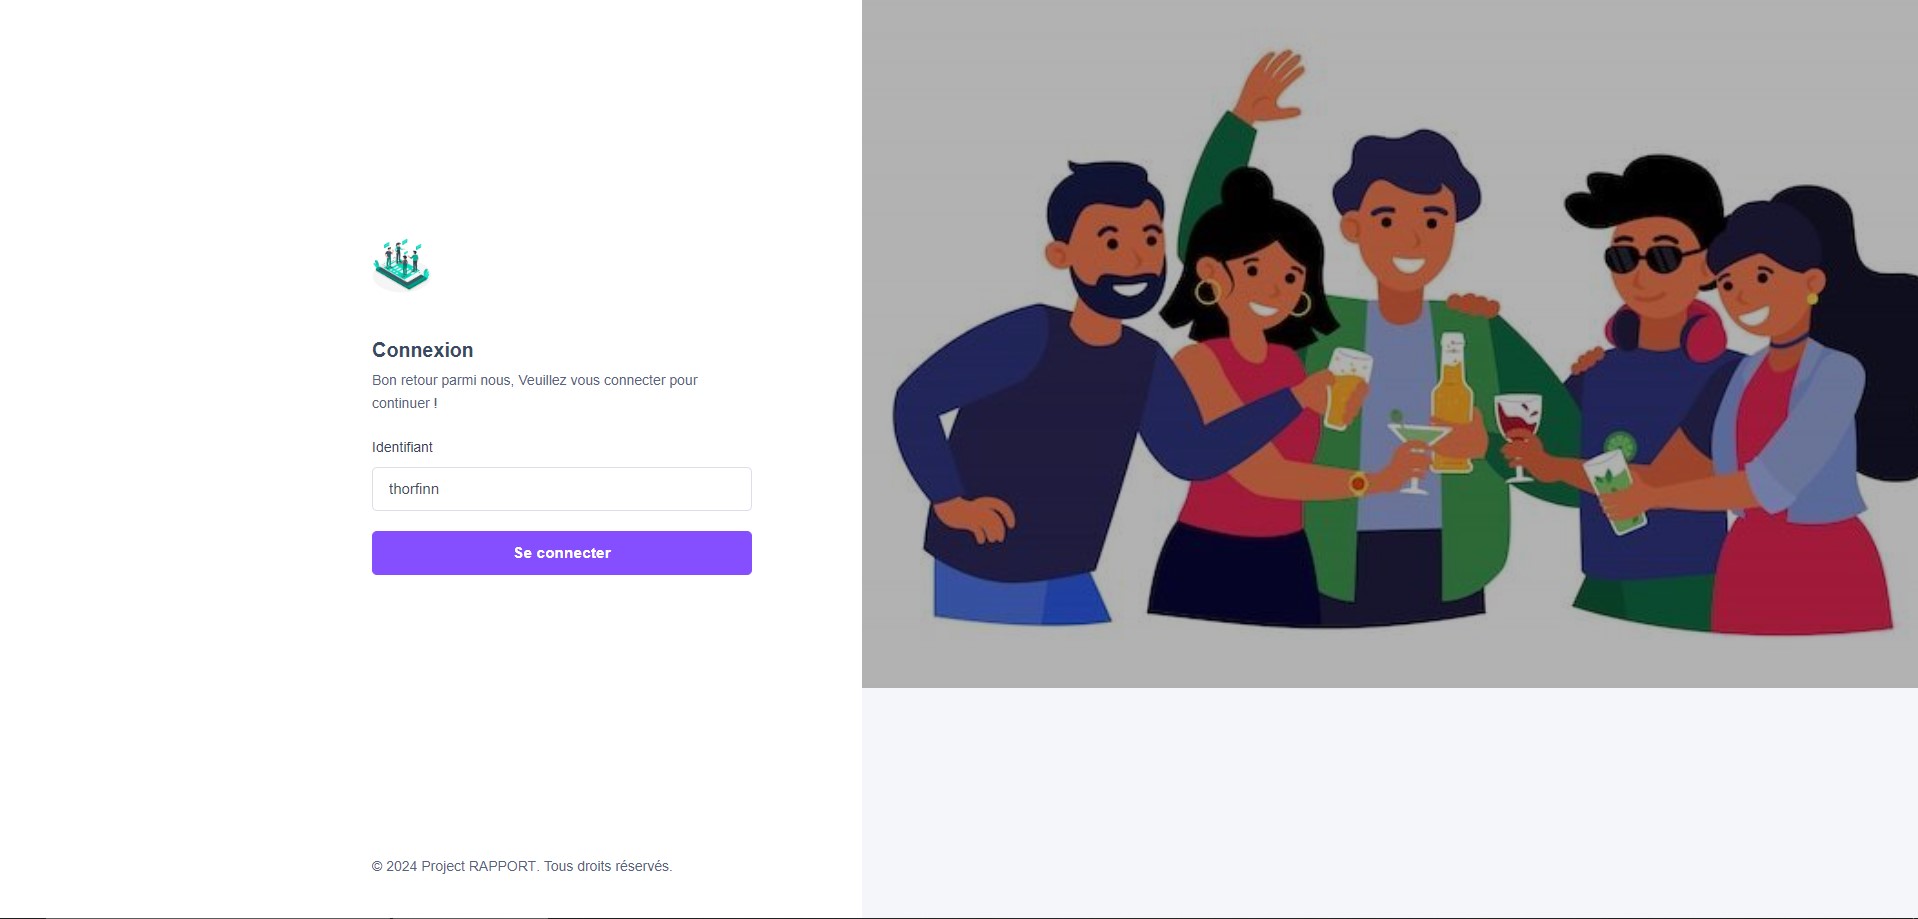 Connexion
Bon retour parmi nous, Veuillez vous connecter pour
continuer !
Identifiant
thorfinn
Se connecter
© 2024 Project RAPPORT. Tous droits réservés.